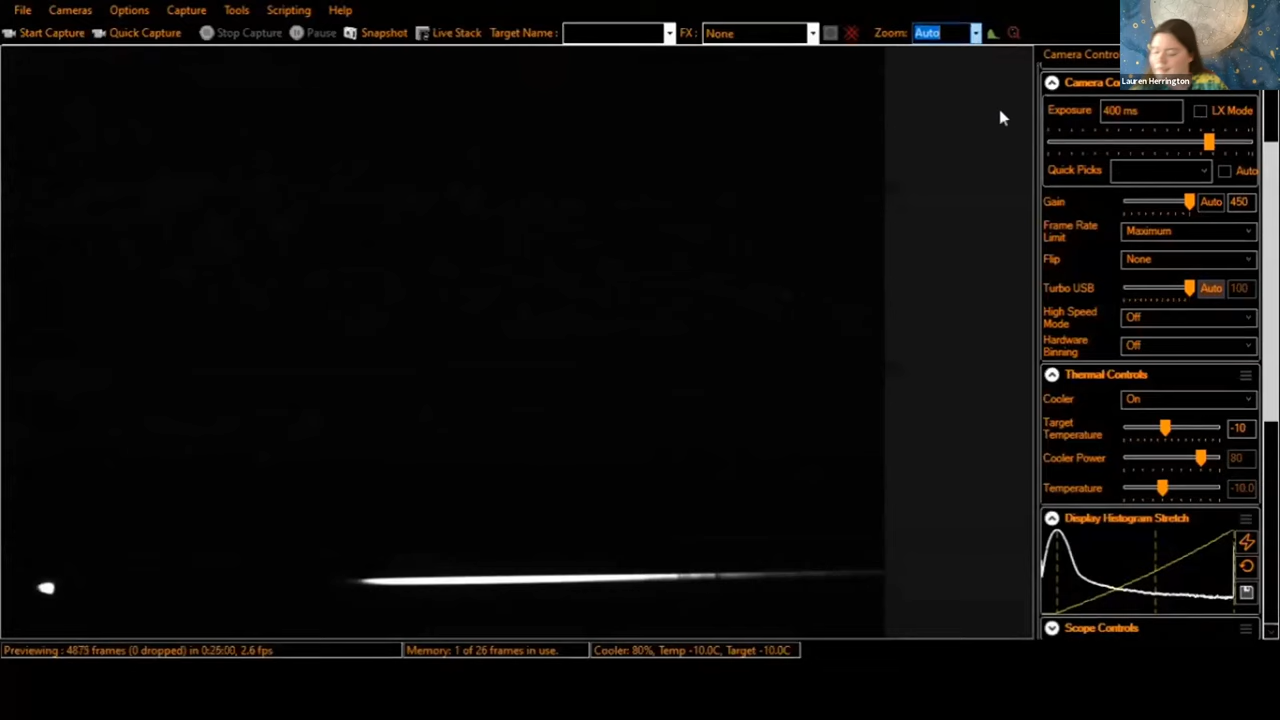 File Cameras Options Capture Tools Scripting Help
Start Capture Quick Capture Stop Capture Pause Snapshot Live Stack Target Name : FX : None Zoom: Auto
Camera Contro
Lauren Herrington
Camera Co
Exposure 400 ms LX Mode
Quick Picks Auto
Gain Auto 450
Frame Rate
Limit
Maximum
Flip None
Turbo USB Auto 100
High Speed
Mode
Off
Hardware
Binning
Off
Thermal Controls
Cooler On
Target
Temperature
-10
Cooler Power 80
Temperature -10.0
Display Histogram Stretch
Scope Controls
Previewing : 4875 frames (0 dropped) in 0:25:00, 2.6 fps Memory: 1 of 26 frames in use. Cooler: 80%, Temp -10.0C, Target -10.0C